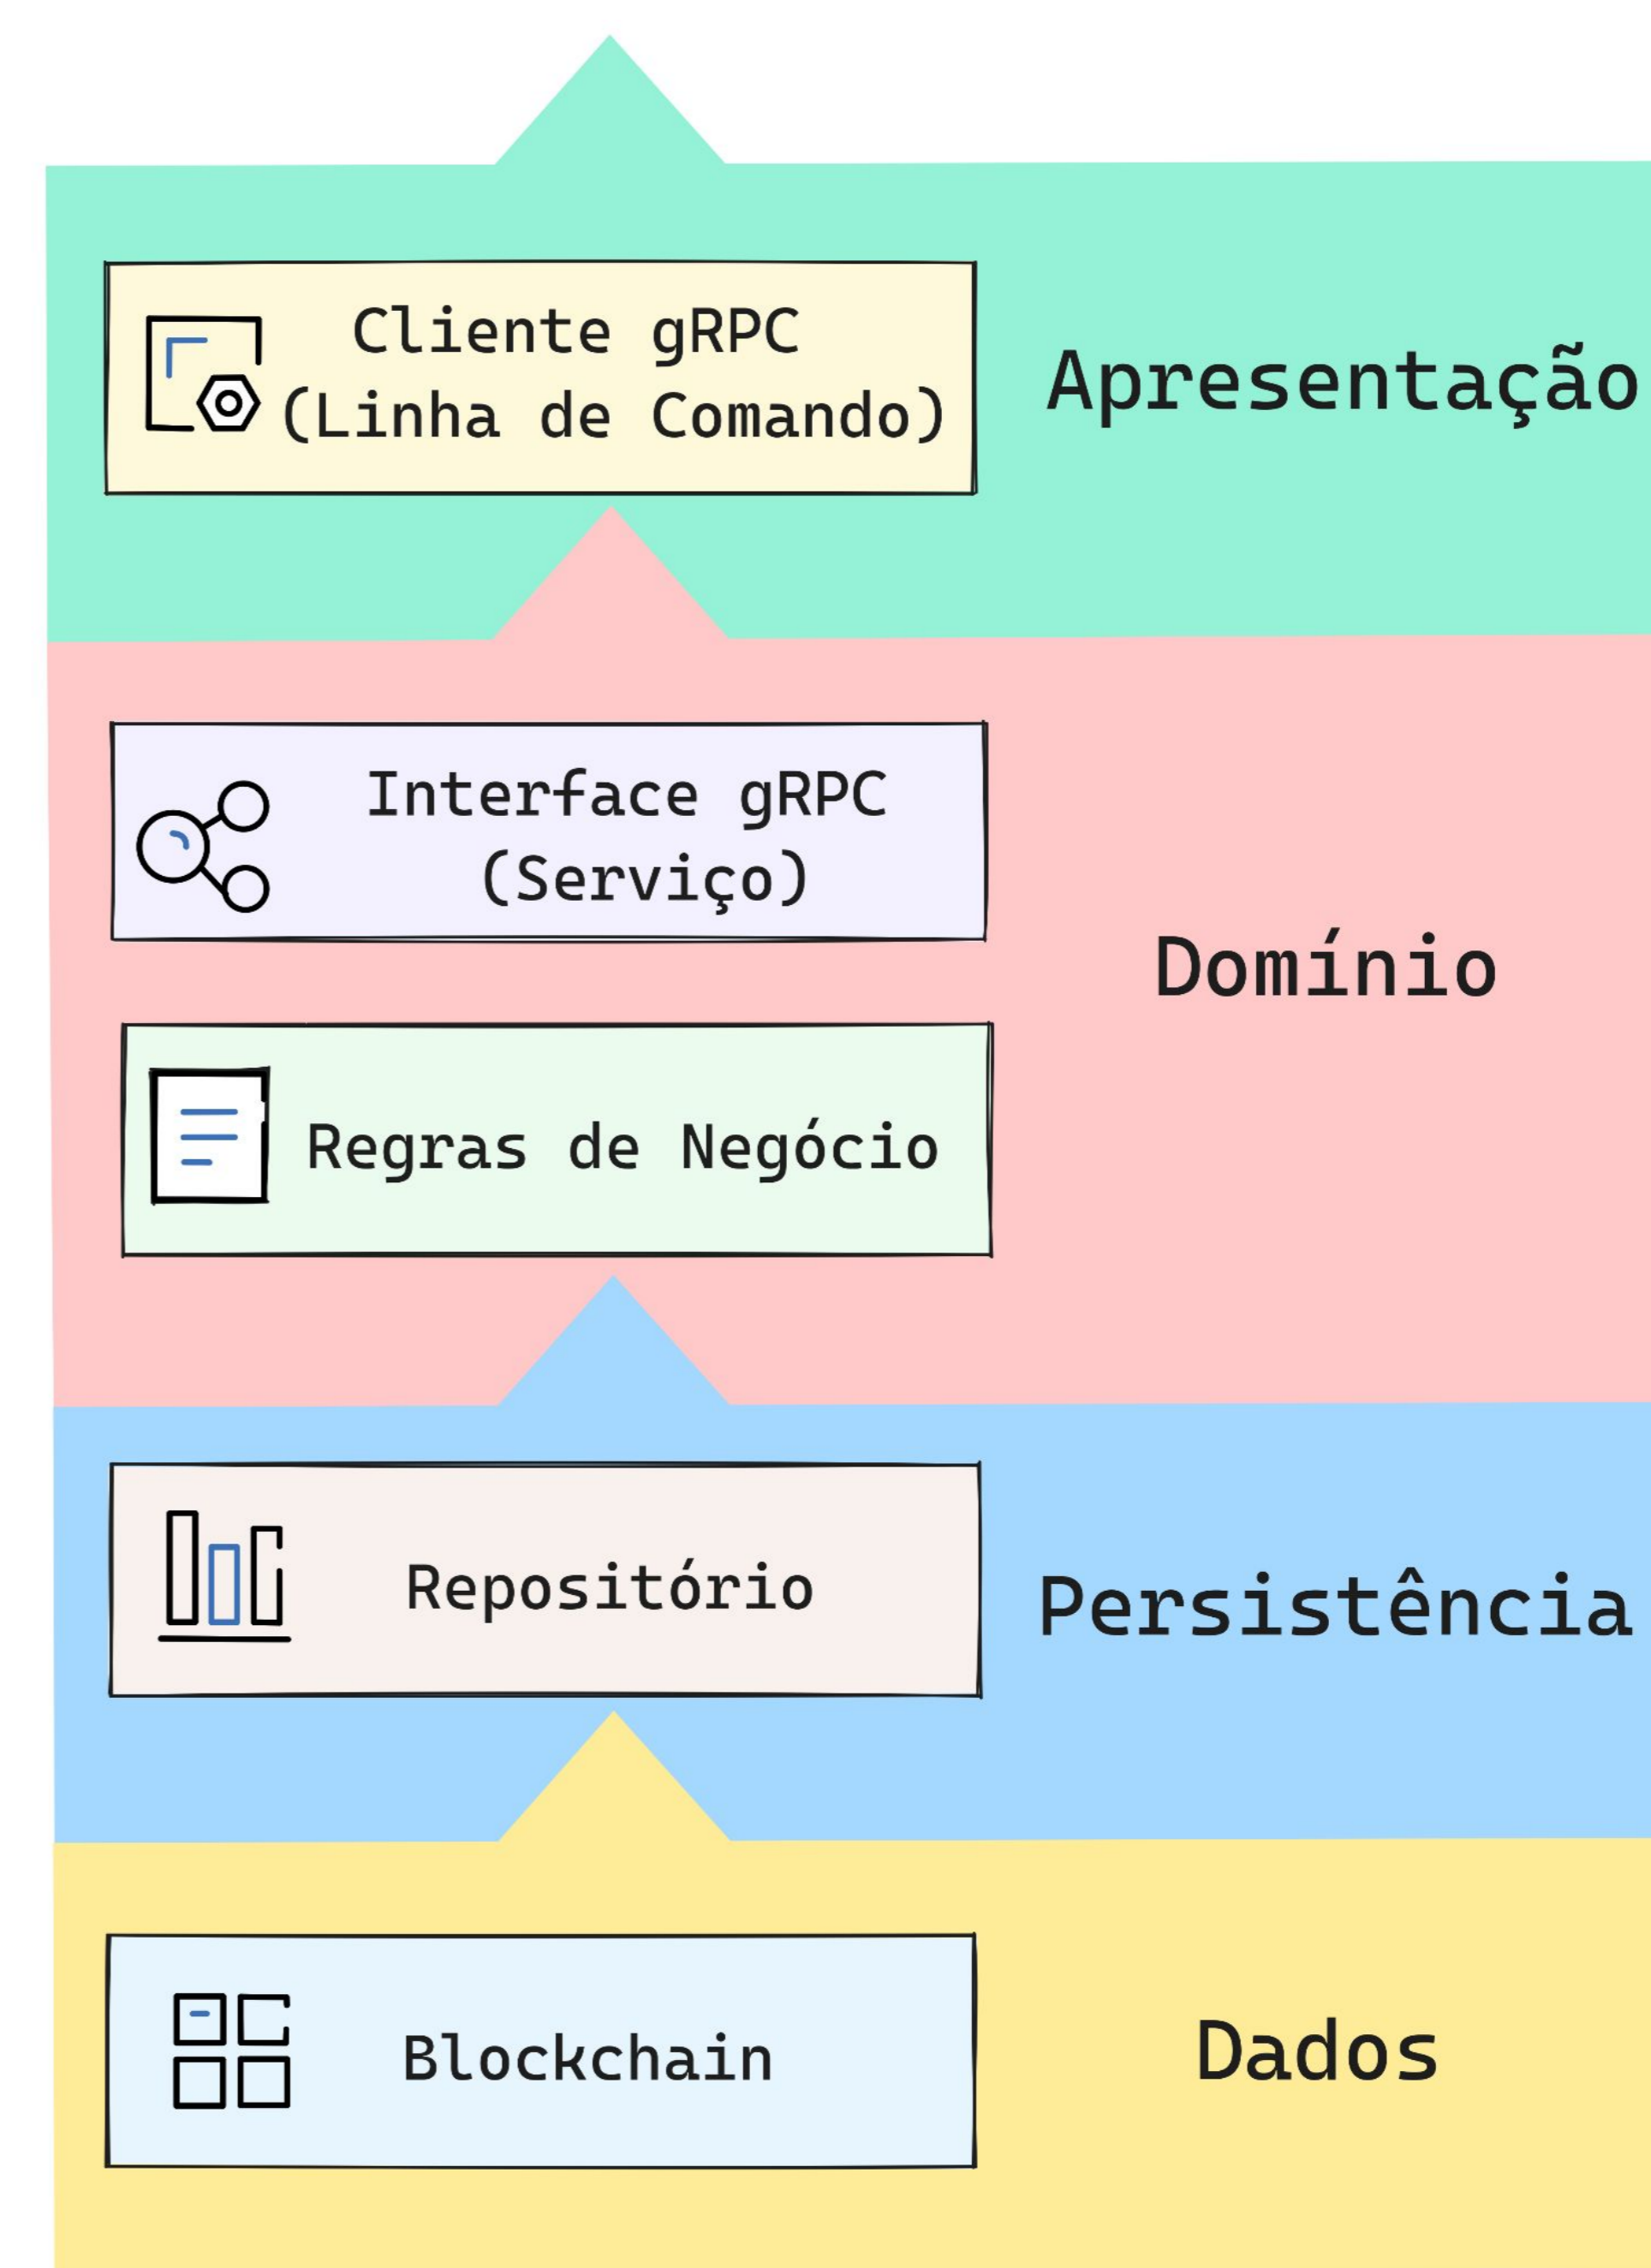 Cliente gRPC
(Linha de Comando)
Apresentação
Interface gRPC
(Serviço)
Domínio
Regras de Negócio
Repositório
Persistência
Blockchain
Dados